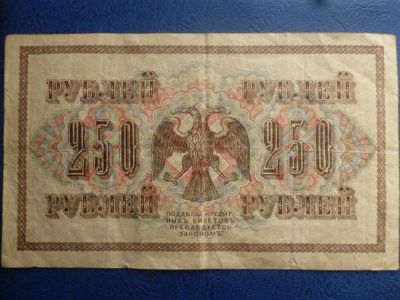 РУБЛЕЙ РУБЛЕЙ
250 250
РУБЛЕЙ РУБЛЕЙ
ПОДДѢЛКА КРЕДИТ
НЫХЪ БИЛЕТОВЪ
ПРЕСЛѢДУЕТСЯ
ЗАКОНОМЪ